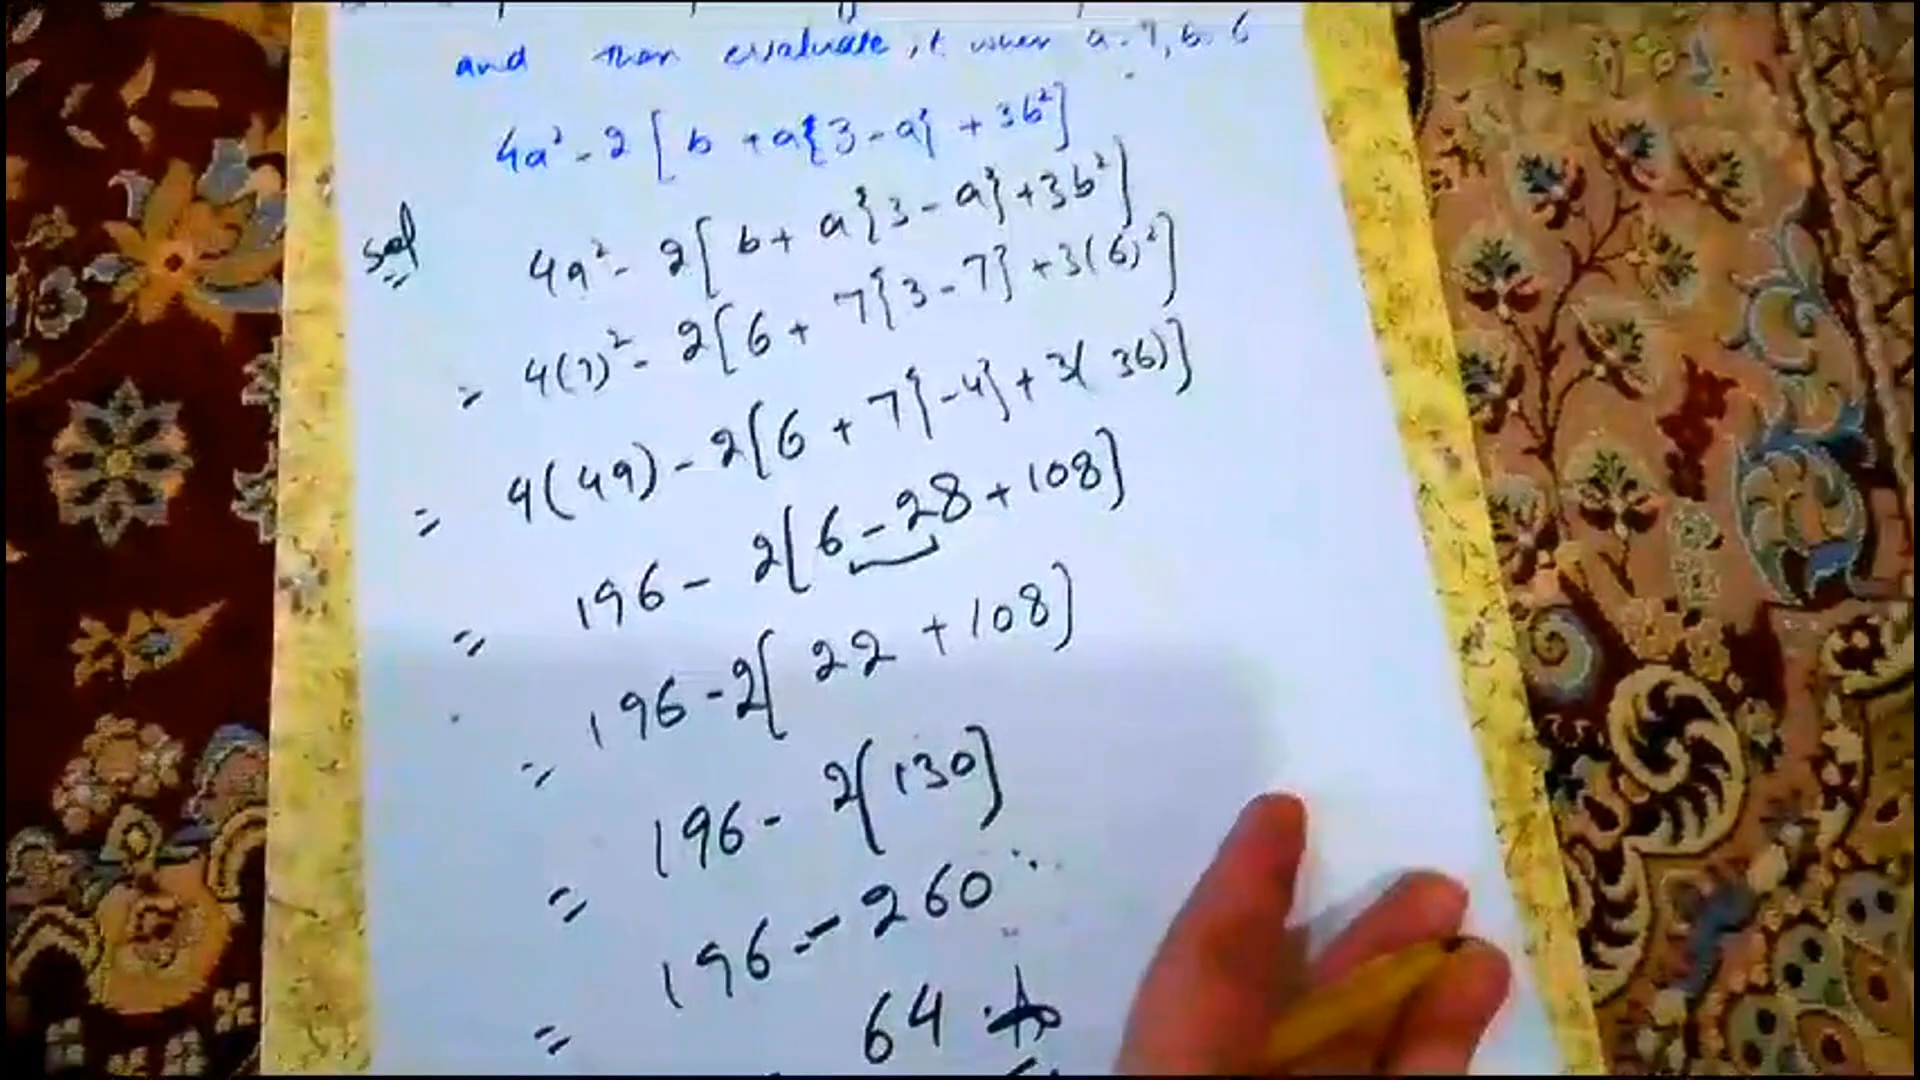 and then evaluate it when a=7, b=6
4a² - 2[b + a{3-a} + 3b²]
Sol
4a² - 2[b + a{3-a} + 3b²]
= 4(7)² - 2[6 + 7{3-7} + 3(6)²]
= 4(49) - 2[6 + 7{-4} + 3(36)]
= 196 - 2[6 - 28 + 108]
= 196 - 2[22 + 108]
= 196 - 2[130]
= 196 - 260
= 64